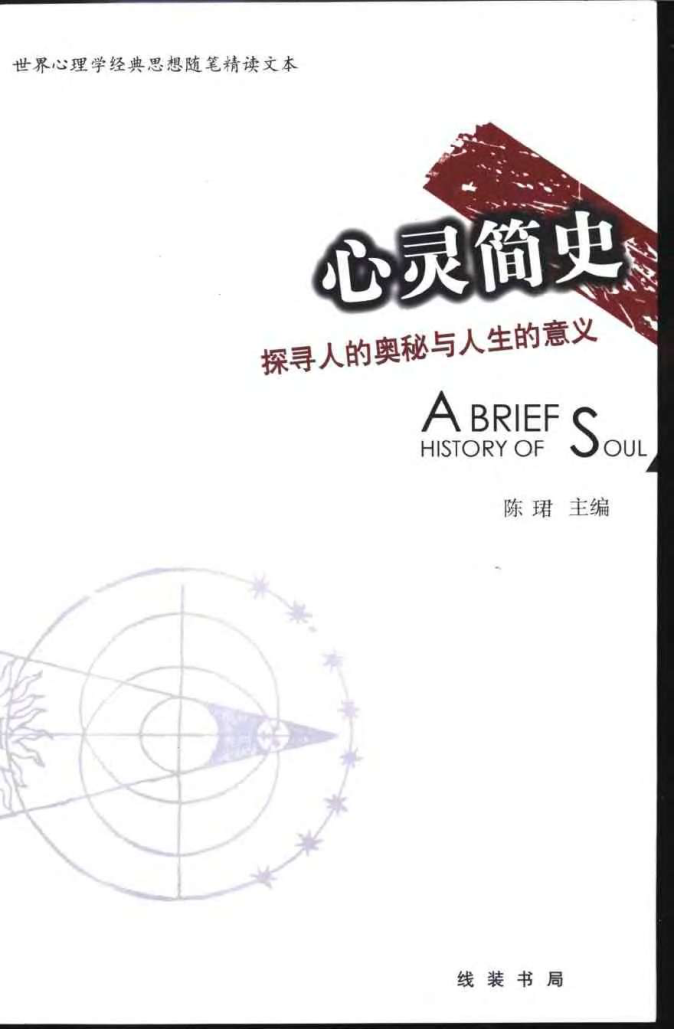 世界心理学经典思想随笔精读文本
心灵简史
探寻人的奥秘与人生的意义
A BRIEF
HISTORY OF SOUL
陈珺 主编
线装书局